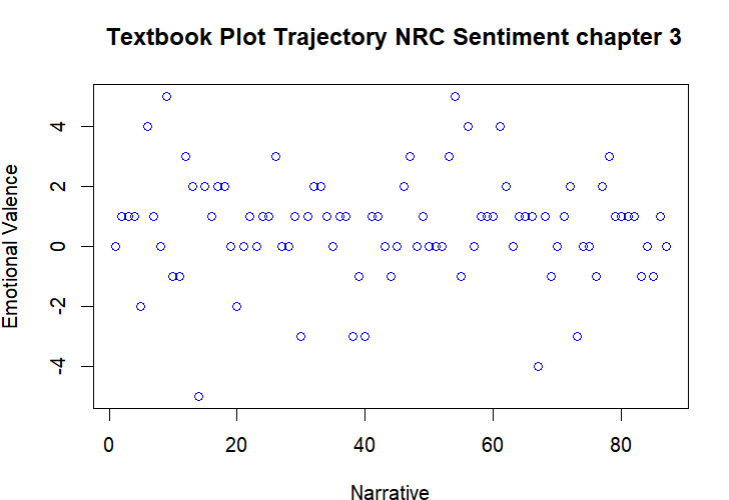 Textbook Plot Trajectory NRC Sentiment chapter 3
Emotional Valence
4
2
0
-2
-4
0 20 40 60 80
Narrative